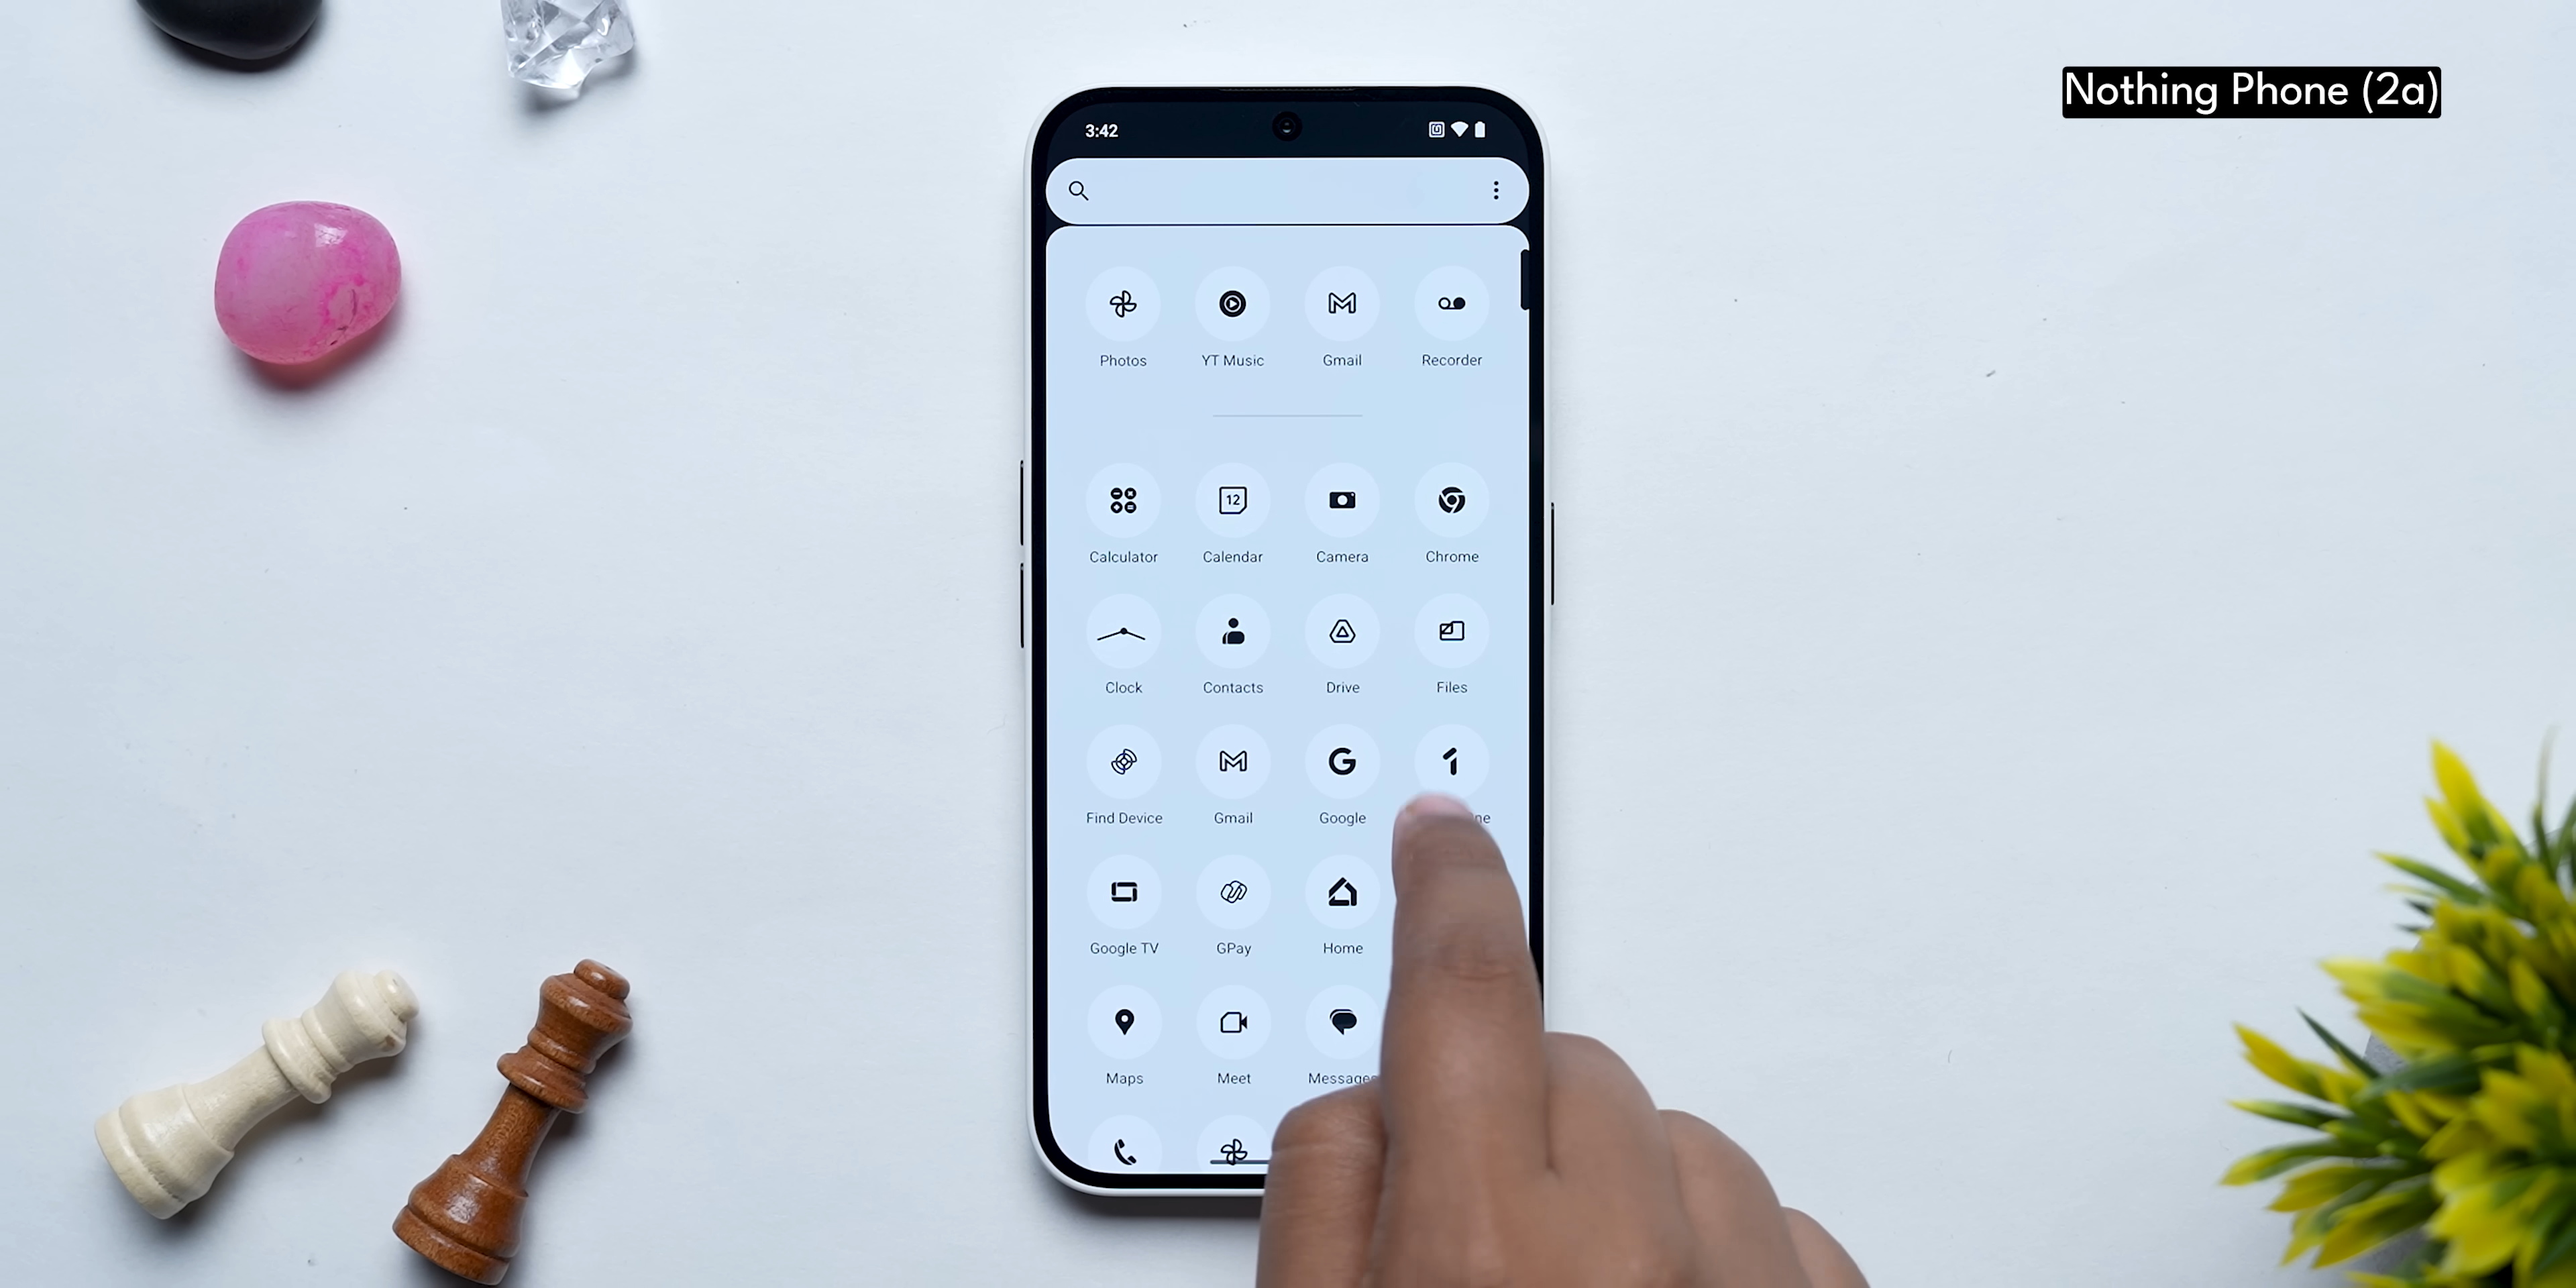 Nothing Phone (2a)
3:42
Photos YT Music Gmail Recorder
12
Calculator Calendar Camera Chrome
Clock Contacts Drive Files
Find Device Gmail Google
Google TV GPay Home
Maps Meet Messages